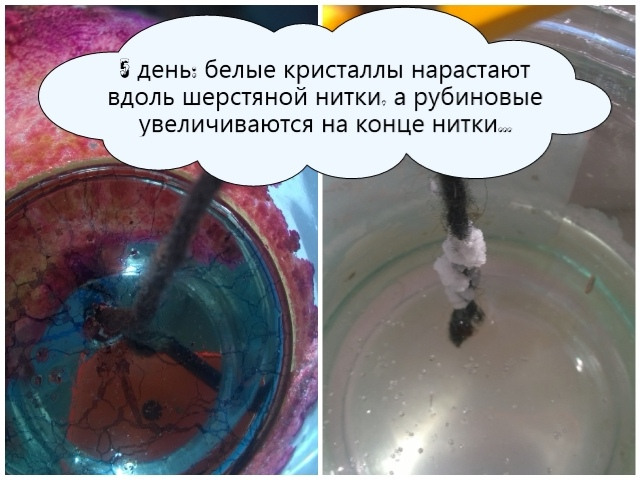 5 день: белые кристаллы нарастают
вдоль шерстяной нитки, а рубиновые
увеличиваются на конце нитки...